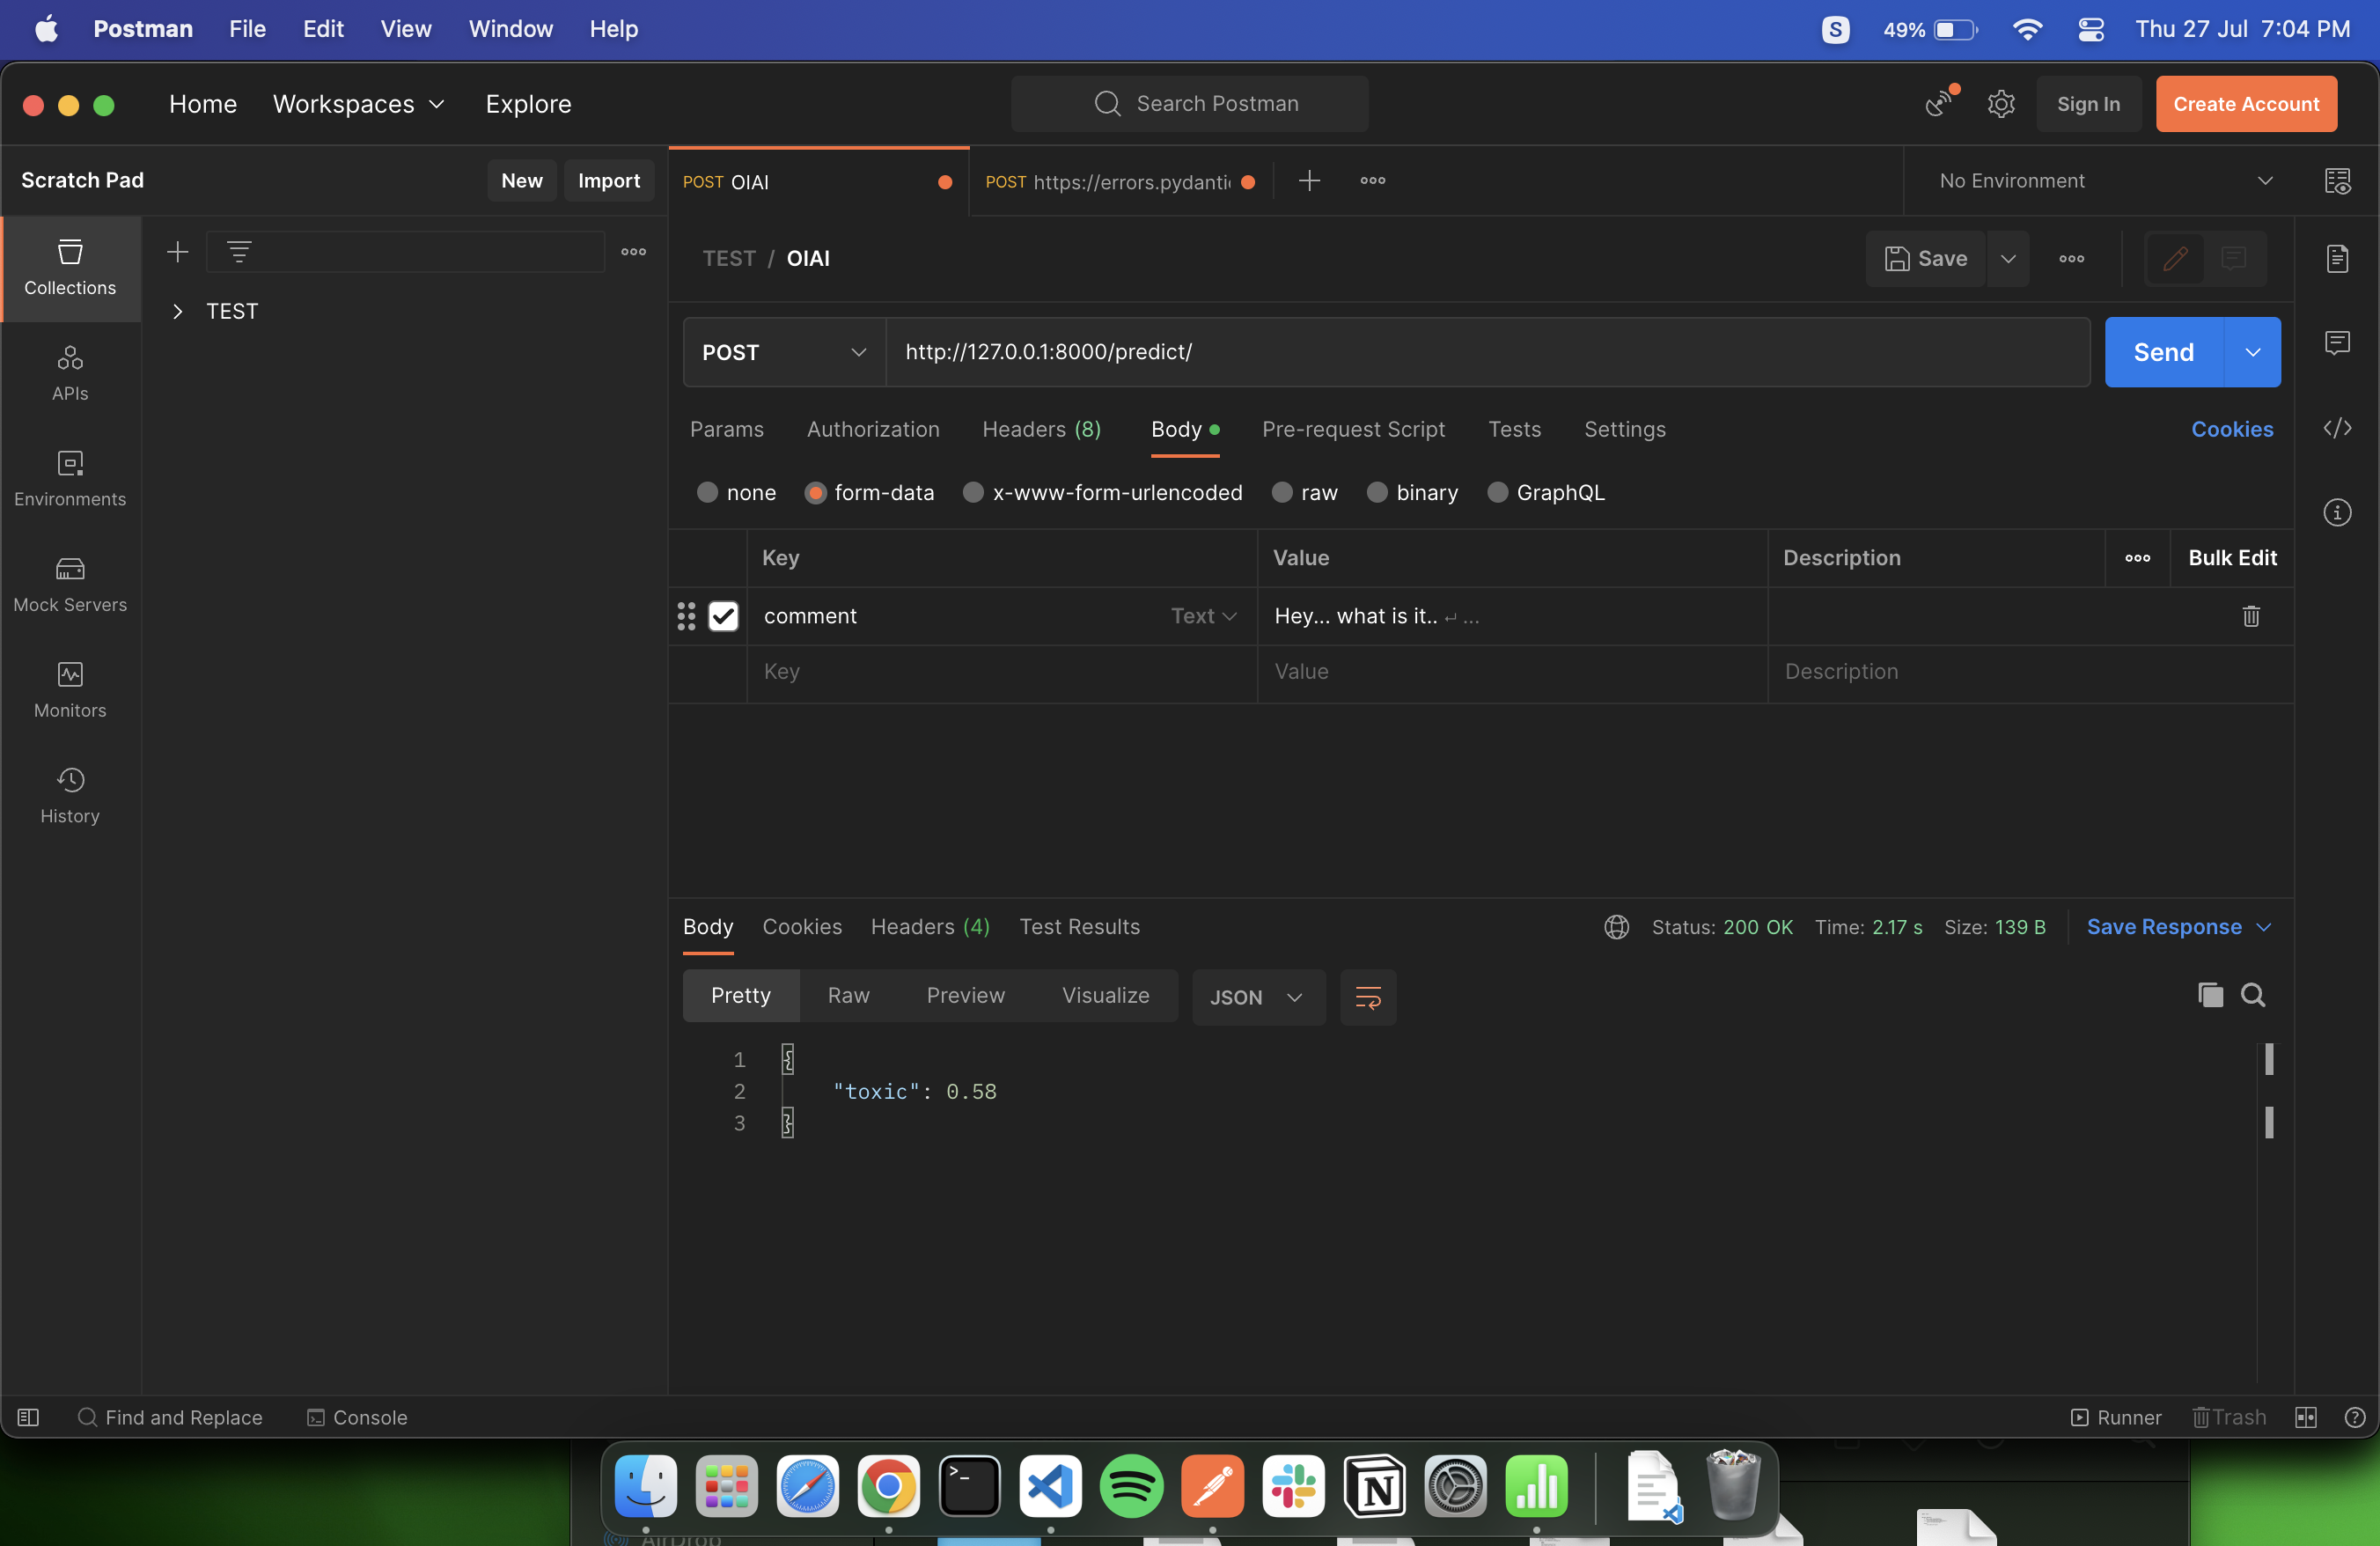 Postman File Edit View Window Help
S 49% Thu 27 Jul 7:04 PM
Home Workspaces Explore
Search Postman
Sign In Create Account
Scratch Pad New Import
POST OIAI
POST https://errors.pydanti
No Environment
Collections
APIs
Environments
Mock Servers
Monitors
History
TEST
TEST / OIAI
Save
POST http://127.0.0.1:8000/predict/ Send
Params Authorization Headers (8) Body Pre-request Script Tests Settings Cookies
none form-data x-www-form-urlencoded raw binary GraphQL
Key Value Description Bulk Edit
comment Text Hey... what is it.. ↵ ...
Key Value Description
Body Cookies Headers (4) Test Results
Status: 200 OK Time: 2.17 s Size: 139 B Save Response
Pretty Raw Preview Visualize JSON
1 {
2 "toxic": 0.58
3 }
Find and Replace Console
Runner Trash
AirDrop